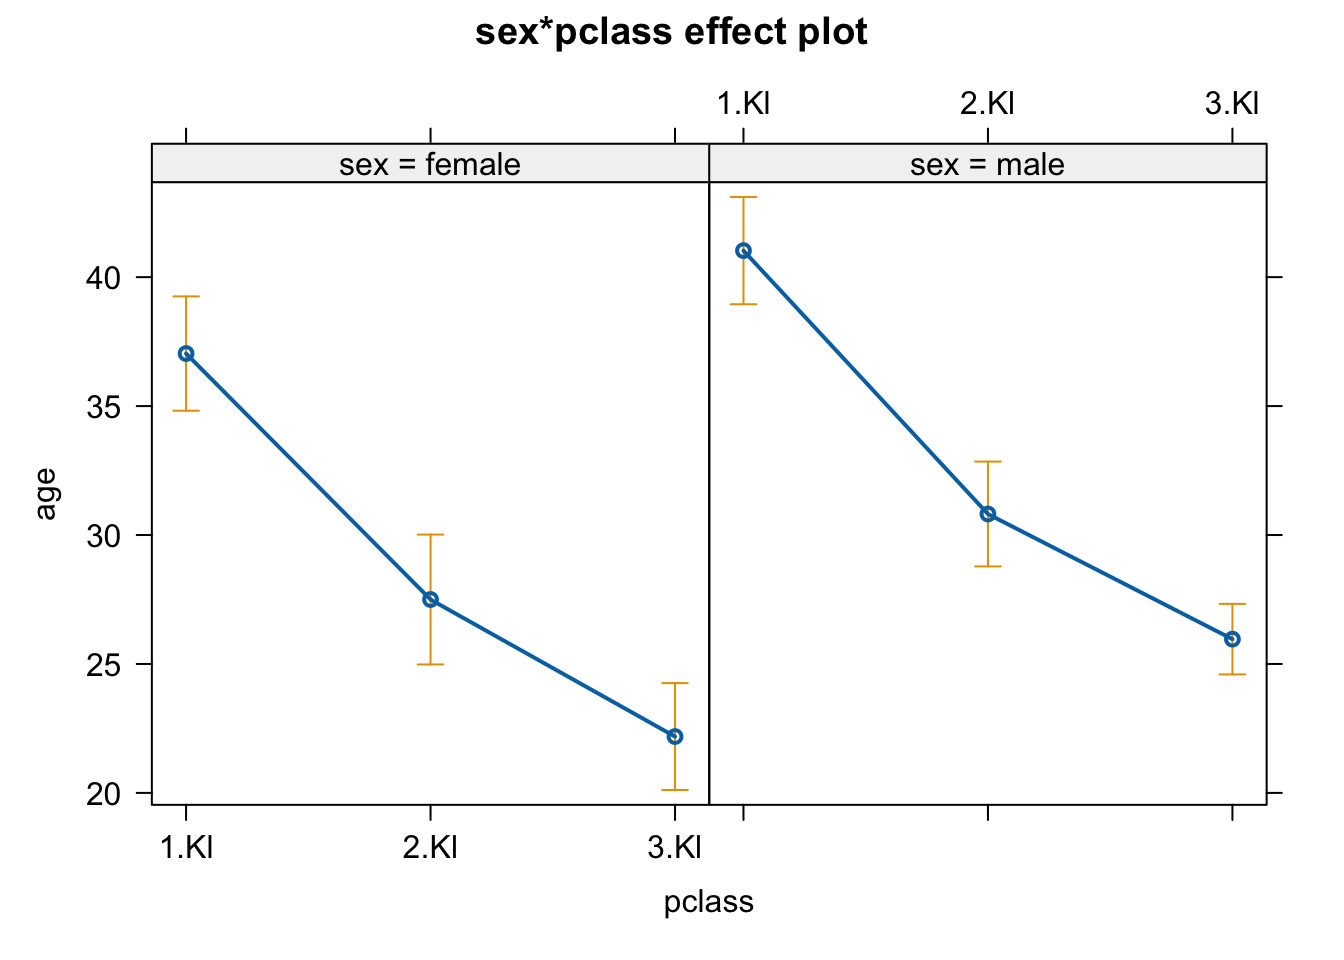 sex*pclass effect plot
1.Kl 2.Kl 3.Kl
sex = female sex = male
40
35
30
25
20
age
1.Kl 2.Kl 3.Kl
pclass